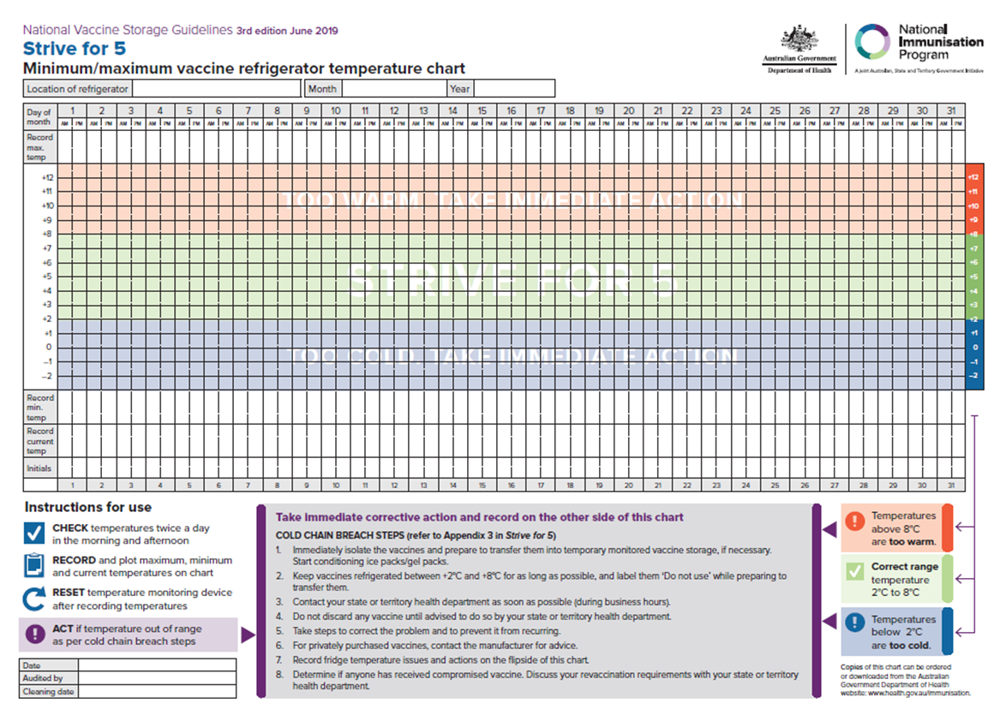 National Vaccine Storage Guidelines 3rd edition June 2019
Strive for 5
Minimum/maximum vaccine refrigerator temperature chart
Australian Government
Department of Health
National
Immunisation
Program
A joint Australian, State and Territory Government Initiative
Location of refrigerator
Month
Year
Day of month 1 2 3 4 5 6 7 8 9 10 11 12 13 14 15 16 17 18 19 20 21 22 23 24 25 26 27 28 29 30 31
AM PM AM PM AM PM AM PM AM PM AM PM AM PM AM PM AM PM AM PM AM PM AM PM AM PM AM PM AM PM AM PM AM PM AM PM AM PM AM PM AM PM AM PM AM PM AM PM AM PM AM PM AM PM AM PM AM PM AM PM AM PM
Record
max.
temp
+12 +12
+11 +11
TOO WARM TAKE IMMEDIATE ACTION
+10 +10
+9 +9
+8 +8
+7 +7
+6 +6
STRIVE FOR 5
+5 +5
+4 +4
+3 +3
+2 +2
+1 +1
0 0
TOO COLD. TAKE IMMEDIATE ACTION
−1 −1
−2 −2
Record
min.
temp
Record
current
temp
Initials
1 2 3 4 5 6 7 8 9 10 11 12 13 14 15 16 17 18 19 20 21 22 23 24 25 26 27 28 29 30 31
Instructions for use
CHECK temperatures twice a day
in the morning and afternoon
RECORD and plot maximum, minimum
and current temperatures on chart
RESET temperature monitoring device
after recording temperatures
ACT if temperature out of range
as per cold chain breach steps
Date
Audited by
Cleaning date
Take immediate corrective action and record on the other side of this chart
COLD CHAIN BREACH STEPS (refer to Appendix 3 in Strive for 5)
1. Immediately isolate the vaccines and prepare to transfer them into temporary monitored vaccine storage, if necessary.
Start conditioning ice packs/gel packs.
2. Keep vaccines refrigerated between +2°C and +8°C for as long as possible, and label them 'Do not use' while preparing to
transfer them.
3. Contact your state or territory health department as soon as possible (during business hours).
4. Do not discard any vaccine until advised to do so by your state or territory health department.
5. Take steps to correct the problem and to prevent it from recurring.
6. For privately purchased vaccines, contact the manufacturer for advice.
7. Record fridge temperature issues and actions on the flipside of this chart.
8. Determine if anyone has received compromised vaccine. Discuss your revaccination requirements with your state or territory
health department.
Temperatures
above 8°C
are too warm.
Correct range
temperature
2°C to 8°C
Temperatures
below 2°C
are too cold.
Copies of this chart can be ordered
or downloaded from the Australian
Government Department of Health
website: www.health.gov.au/immunisation.